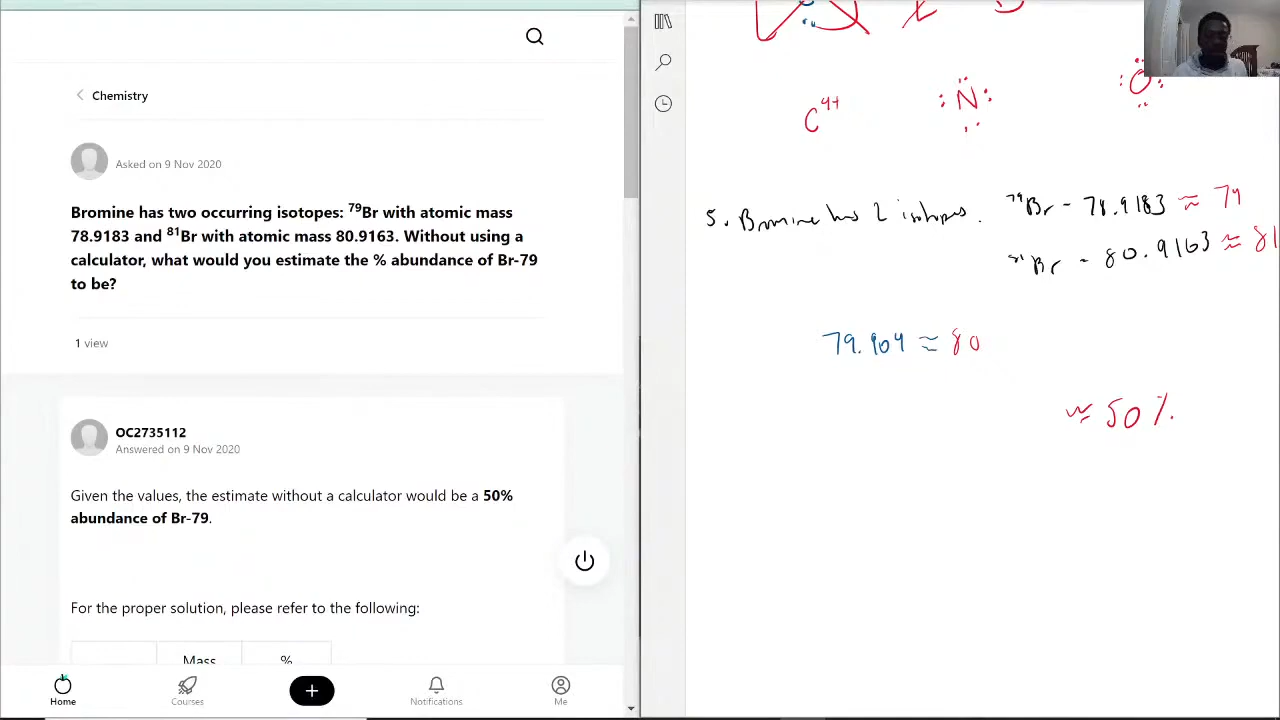 Chemistry
Asked on 9 Nov 2020
Bromine has two occurring isotopes: ⁷⁹Br with atomic mass
78.9183 and ⁸¹Br with atomic mass 80.9163. Without using a
calculator, what would you estimate the % abundance of Br-79
to be?
1 view
OC2735112
Answered on 9 Nov 2020
Given the values, the estimate without a calculator would be a 50%
abundance of Br-79.
For the proper solution, please refer to the following:
Mass %
Home Courses Notifications Me
C⁴⁺ N O
5. Bromine has 2 isotopes. ⁷⁹Br - 78.9183 ≈ 79
⁸¹Br - 80.9163 ≈ 81
79.904 ≈ 80
≈ 50%